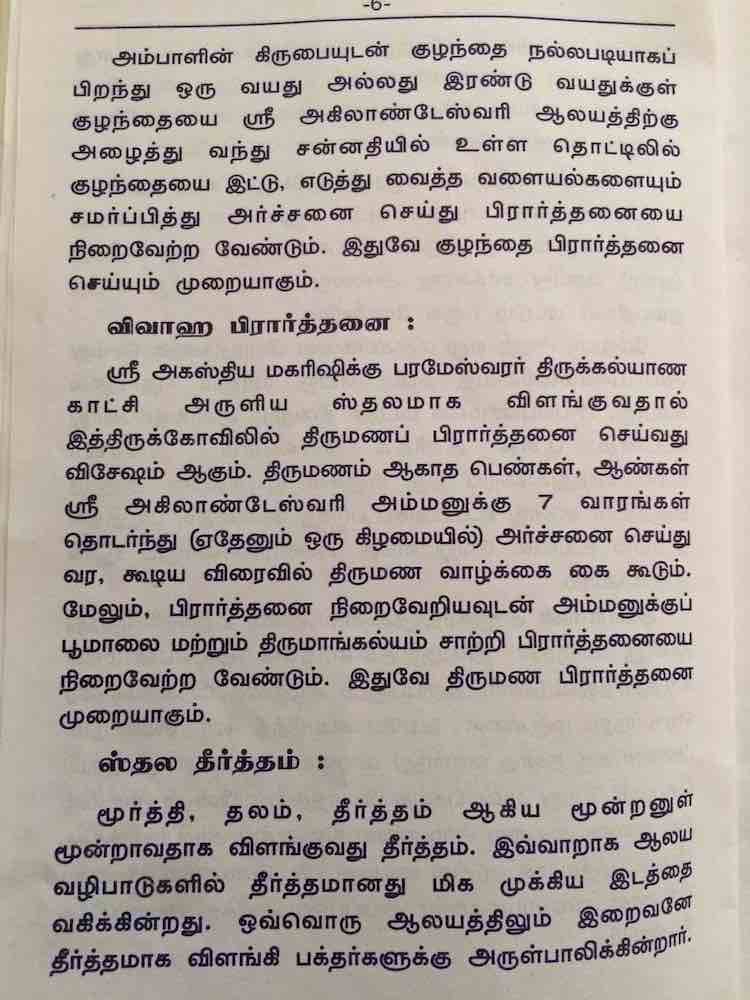 -6-
அம்பாளின் கிருபையுடன் குழந்தை நல்லபடியாகப்
பிறந்து ஒரு வயது அல்லது இரண்டு வயதுக்குள்
குழந்தையை ஸ்ரீ அகிலாண்டேஸ்வரி ஆலயத்திற்கு
அழைத்து வந்து சன்னதியில் உள்ள தொட்டிலில்
குழந்தையை இட்டு, எடுத்து வைத்த வளையல்களையும்
சமர்ப்பித்து அர்ச்சனை செய்து பிரார்த்தனையை
நிறைவேற்ற வேண்டும். இதுவே குழந்தை பிரார்த்தனை
செய்யும் முறையாகும்.
விவாஹ பிரார்த்தனை :
ஸ்ரீ அகஸ்திய மகரிஷிக்கு பரமேஸ்வரர் திருக்கல்யாண
காட்சி அருளிய ஸ்தலமாக விளங்குவதால்
இத்திருக்கோவிலில் திருமணப் பிரார்த்தனை செய்வது
விசேஷம் ஆகும். திருமணம் ஆகாத பெண்கள், ஆண்கள்
ஸ்ரீ அகிலாண்டேஸ்வரி அம்மனுக்கு 7 வாரங்கள்
தொடர்ந்து (ஏதேனும் ஒரு கிழமையில்) அர்ச்சனை செய்து
வர, கூடிய விரைவில் திருமண வாழ்க்கை கை கூடும்.
மேலும், பிரார்த்தனை நிறைவேறியவுடன் அம்மனுக்குப்
பூமாலை மற்றும் திருமாங்கல்யம் சாற்றி பிரார்த்தனையை
நிறைவேற்ற வேண்டும். இதுவே திருமண பிரார்த்தனை
முறையாகும்.
ஸ்தல தீர்த்தம் :
மூர்த்தி, தலம், தீர்த்தம் ஆகிய மூன்றனுள்
மூன்றாவதாக விளங்குவது தீர்த்தம். இவ்வாறாக ஆலய
வழிபாடுகளில் தீர்த்தமானது மிக முக்கிய இடத்தை
வகிக்கின்றது. ஒவ்வொரு ஆலயத்திலும் இறைவனே
தீர்த்தமாக விளங்கி பக்தர்களுக்கு அருள்பாலிக்கின்றார்.